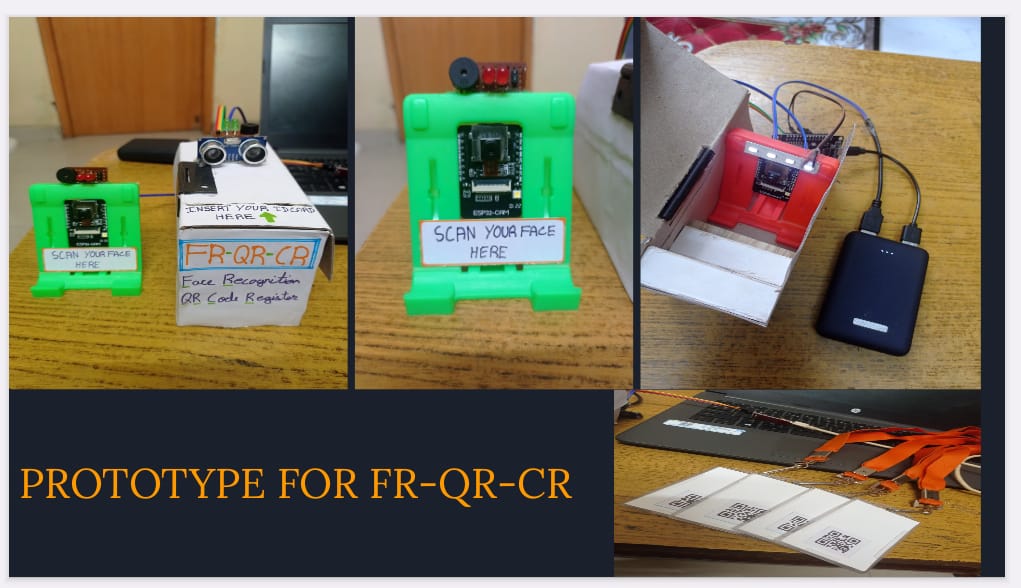 INSERT YOUR IDCARD
HERE
FR-QR-CR
Face Recognition
QR Code Register
SCAN YOUR FACE
HERE
ESP32-CAM
SCAN YOUR FACE
HERE
PROTOTYPE FOR FR-QR-CR
hp